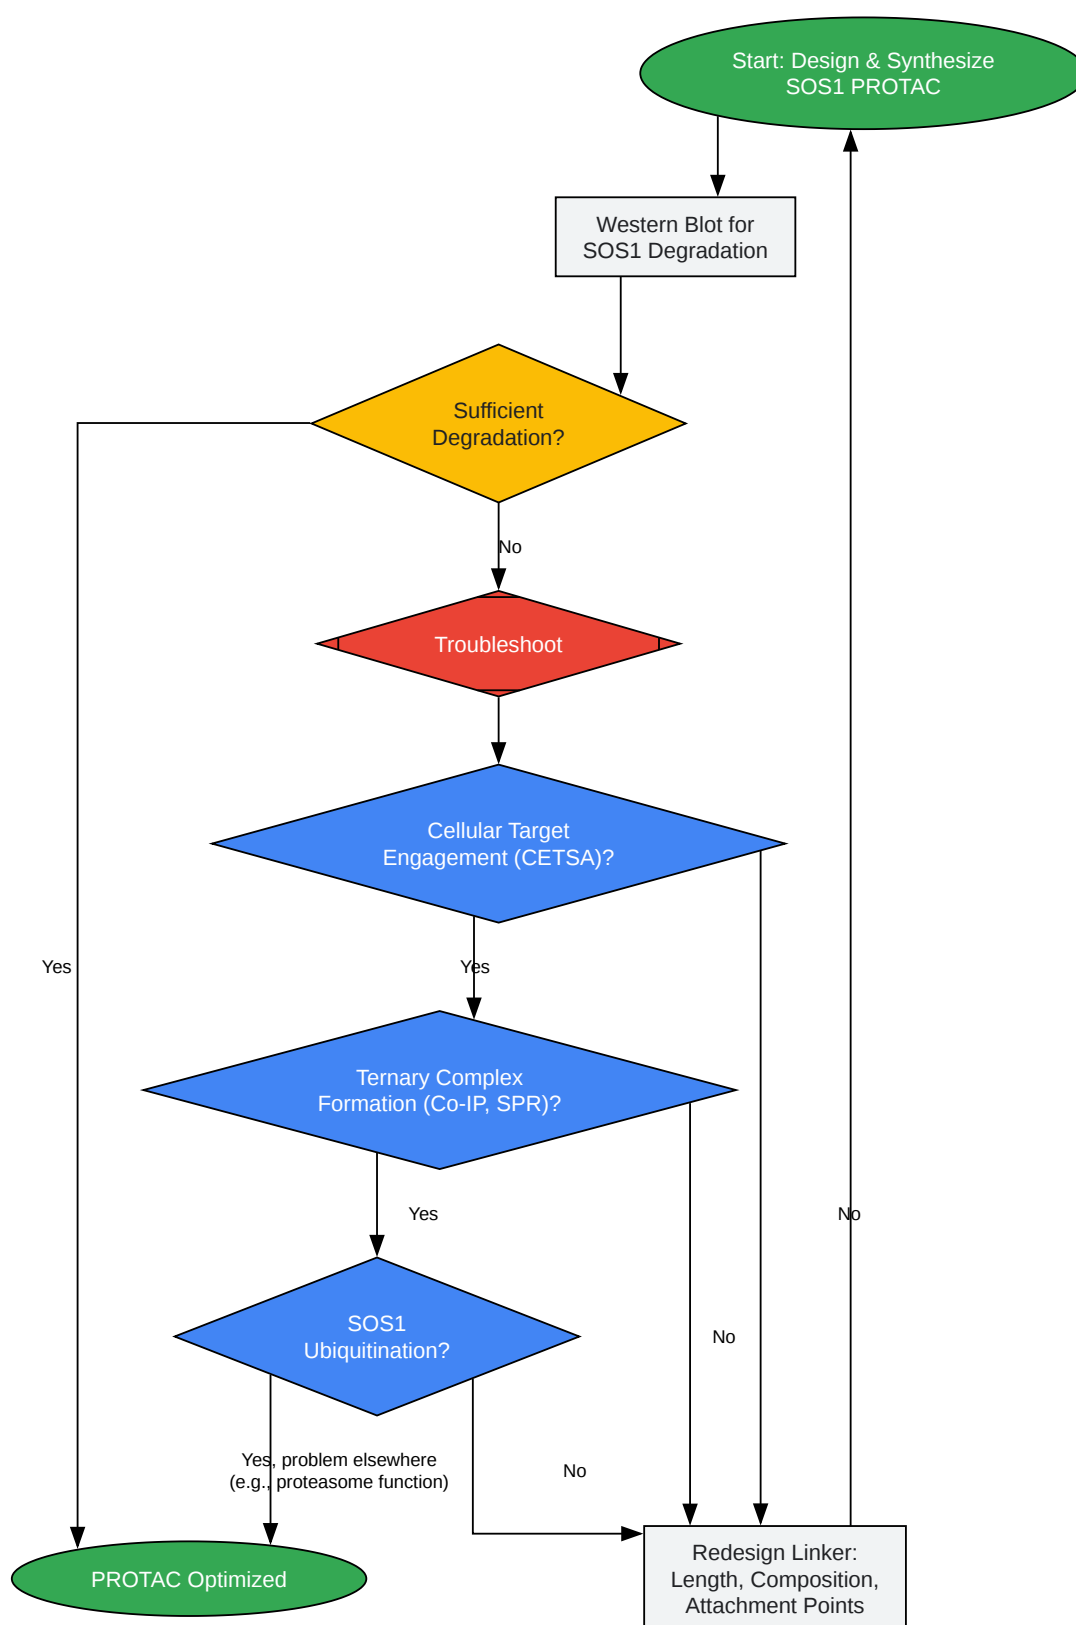 Start: Design & Synthesize
SOS1 PROTAC
Western Blot for
SOS1 Degradation
Sufficient
Degradation?
No
Troubleshoot
Cellular Target
Engagement (CETSA)?
Yes
Yes
Ternary Complex
Formation (Co-IP, SPR)?
Yes
No
SOS1
Ubiquitination?
No
Yes, problem elsewhere
(e.g., proteasome function)
No
PROTAC Optimized
Redesign Linker:
Length, Composition,
Attachment Points